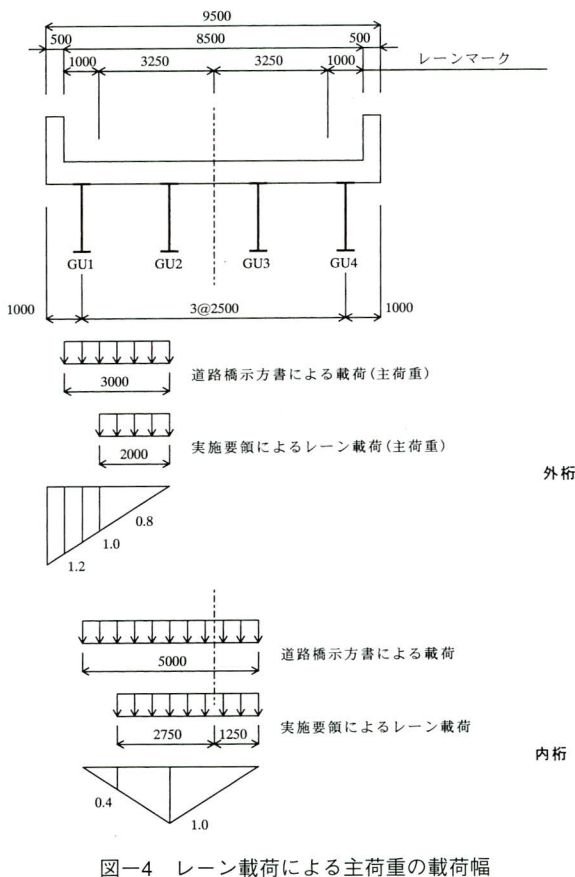 9500
500 8500 500
1000 3250 3250 1000 レーンマーク
GU1 GU2 GU3 GU4
1000 3@2500 1000
道路橋示方書による載荷(主荷重)
3000
実施要領によるレーン載荷(主荷重)
2000
外桁
0.8
1.0
1.2
道路橋示方書による載荷
5000
実施要領によるレーン載荷
2750 1250
内桁
0.4
1.0
図−4 レーン載荷による主荷重の載荷幅